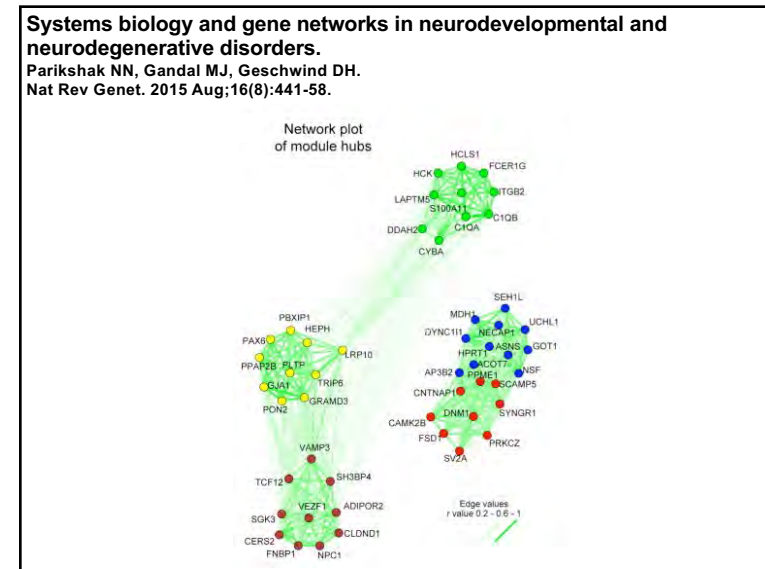 Systems biology and gene networks in neurodevelopmental and
neurodegenerative disorders.
Parikshak NN, Gandal MJ, Geschwind DH.
Nat Rev Genet. 2015 Aug;16(8):441-58.
Network plot
of module hubs
HCLS1
HCK
FCER1G
LAPTM5
ITGB2
S100A11
C1QB
C1QA
DDAH2
CYBA
SEH1L
MDH1
UCHL1
DYNC1I1
NECAP1
GOT1
ASNS
HPRT1
ACOT7
NSF
AP3B2
PPME1
SCAMP5
CNTNAP1
SYNGR1
DNM1
CAMK2B
FSD1
PRKCZ
SV2A
PBXIP1
HEPH
PAX6
LRP10
PPAP2B
PLTP
TRIP6
GJA1
GRAMD3
PON2
VAMP3
TCF12
SH3BP4
VEZF1
ADIPOR2
SGK3
CLDND1
CERS2
FNBP1
NPC1
Edge values
r value 0.2 - 0.6 - 1